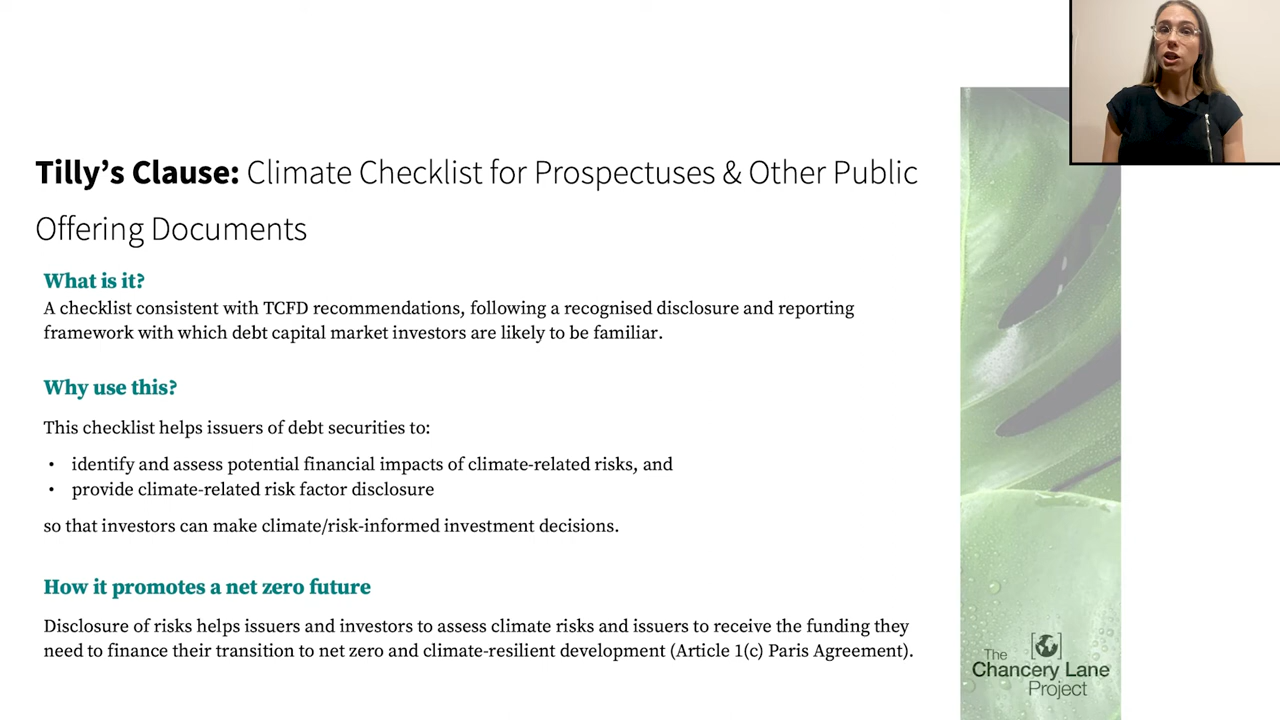 Tilly’s Clause: Climate Checklist for Prospectuses & Other Public
Offering Documents
What is it?
A checklist consistent with TCFD recommendations, following a recognised disclosure and reporting
framework with which debt capital market investors are likely to be familiar.
Why use this?
This checklist helps issuers of debt securities to:
• identify and assess potential financial impacts of climate-related risks, and
• provide climate-related risk factor disclosure
so that investors can make climate/risk-informed investment decisions.
How it promotes a net zero future
Disclosure of risks helps issuers and investors to assess climate risks and issuers to receive the funding they
need to finance their transition to net zero and climate-resilient development (Article 1(c) Paris Agreement).
The
Chancery Lane
Project